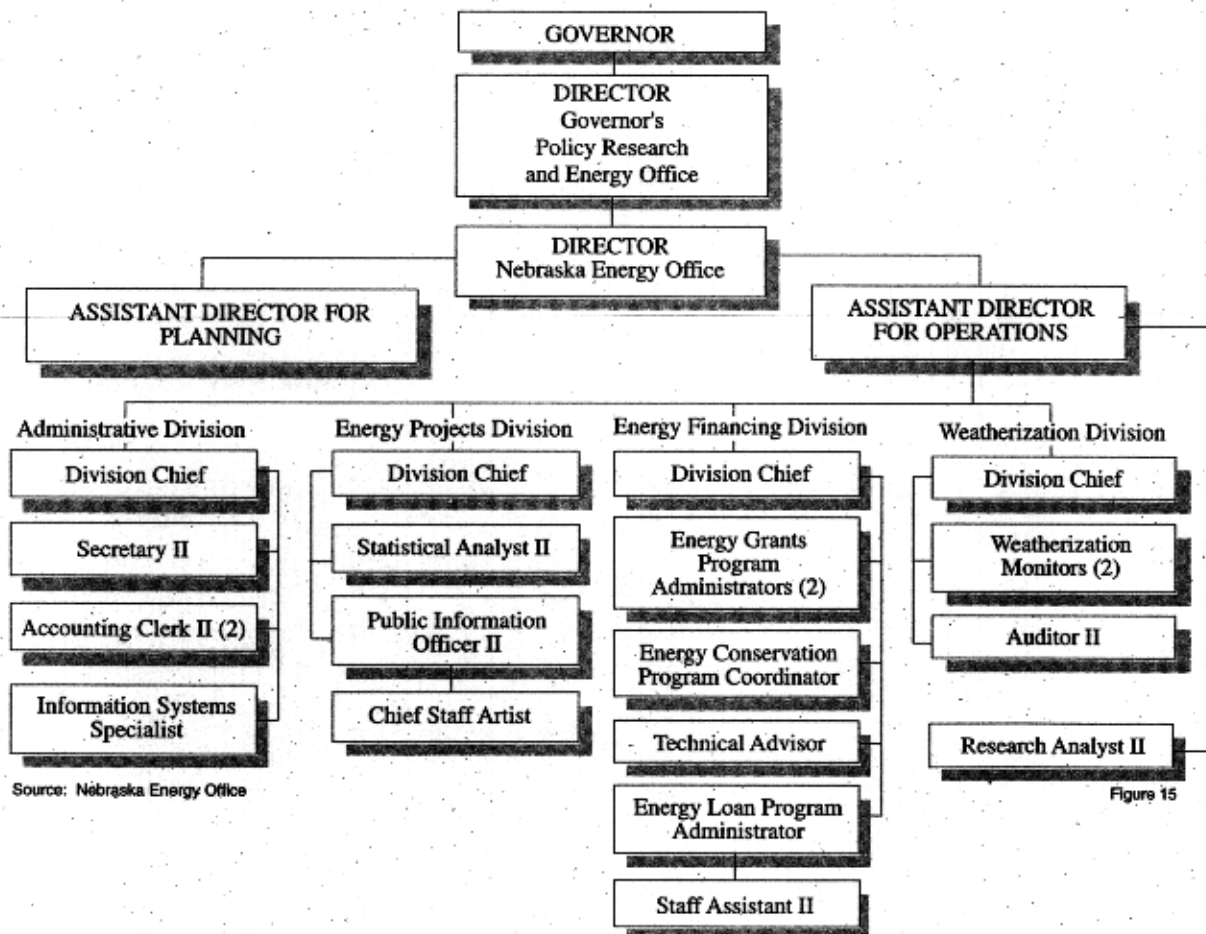 GOVERNOR
DIRECTOR
Governor's
Policy Research
and Energy Office
DIRECTOR
Nebraska Energy Office
ASSISTANT DIRECTOR FOR
PLANNING
ASSISTANT DIRECTOR
FOR OPERATIONS
Administrative Division
Division Chief
Secretary II
Accounting Clerk II (2)
Information Systems
Specialist
Energy Projects Division
Division Chief
Statistical Analyst II
Public Information
Officer II
Chief Staff Artist
Energy Financing Division
Division Chief
Energy Grants
Program
Administrators (2)
Energy Conservation
Program Coordinator
Technical Advisor
Energy Loan Program
Administrator
Staff Assistant II
Weatherization Division
Division Chief
Weatherization
Monitors (2)
Auditor II
Research Analyst II
Source: Nebraska Energy Office
Figure 15